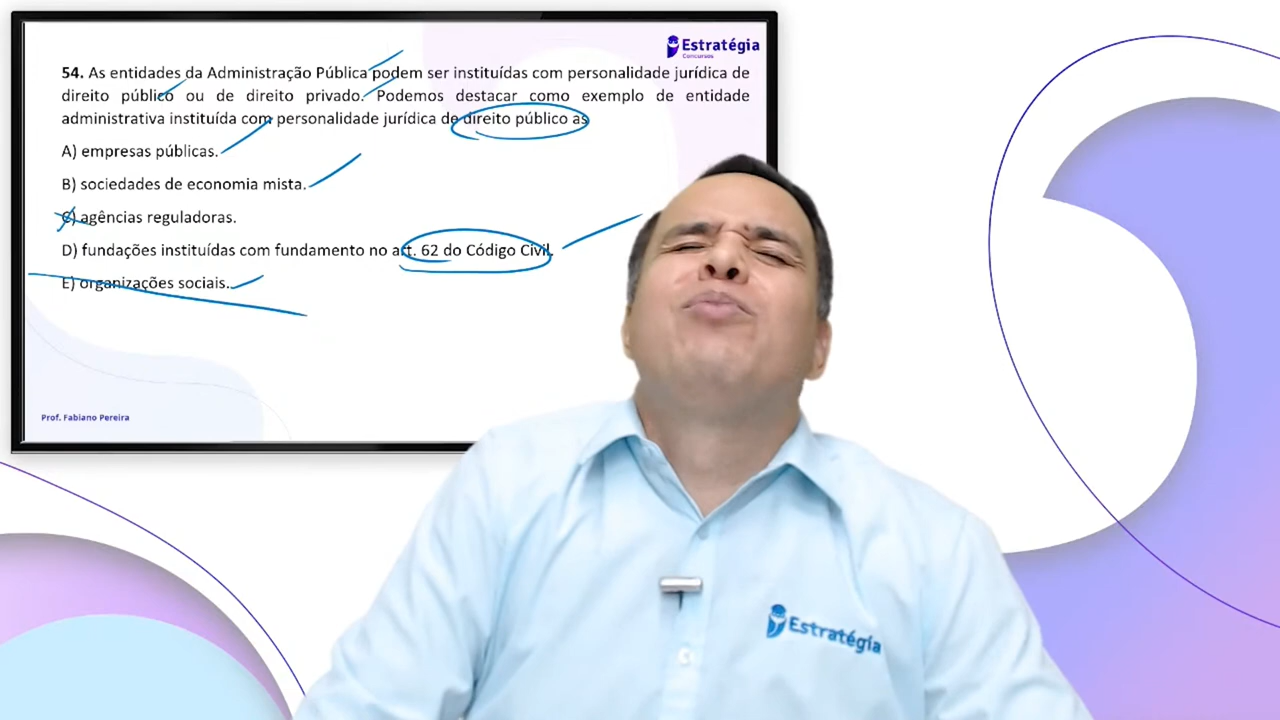 Estratégia
Concursos
54. As entidades da Administração Pública podem ser instituídas com personalidade jurídica de
direito público ou de direito privado. Podemos destacar como exemplo de entidade
administrativa instituída com personalidade jurídica de direito público as
A) empresas públicas.
B) sociedades de economia mista.
C) agências reguladoras.
D) fundações instituídas com fundamento no art. 62 do Código Civil.
E) organizações sociais.
Prof. Fabiano Pereira
Estratégia